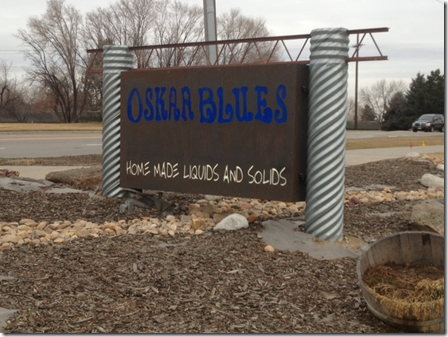 OSKAR BLUES
HOME MADE LIQUIDS AND SOLIDS